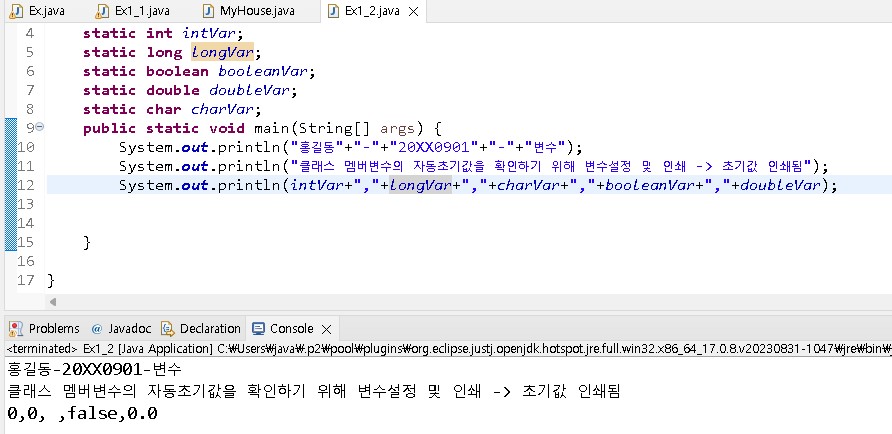 Ex.java Ex1_1.java MyHouse.java Ex1_2.java
4 static int intVar;
5 static long longVar;
6 static boolean booleanVar;
7 static double doubleVar;
8 static char charVar;
9 public static void main(String[] args) {
10 System.out.println("홍길동"+"-"+"20XX0901"+"-"+"변수");
11 System.out.println("클래스 멤버변수의 자동초기값을 확인하기 위해 변수설정 및 인쇄 -> 초기값 인쇄됨");
12 System.out.println(intVar+","+longVar+","+charVar+","+booleanVar+","+doubleVar);
13
14
15 }
16
17 }
Problems Javadoc Declaration Console
<terminated> Ex1_2 [Java Application] C:₩Users₩java₩.p2₩pool₩plugins₩org.eclipse.justj.openjdk.hotspot.jre.full.win32.x86_64_17.0.8.v20230831-1047₩jre₩bin₩
홍길동-20XX0901-변수
클래스 멤버변수의 자동초기값을 확인하기 위해 변수설정 및 인쇄 -> 초기값 인쇄됨
0,0, ,false,0.0